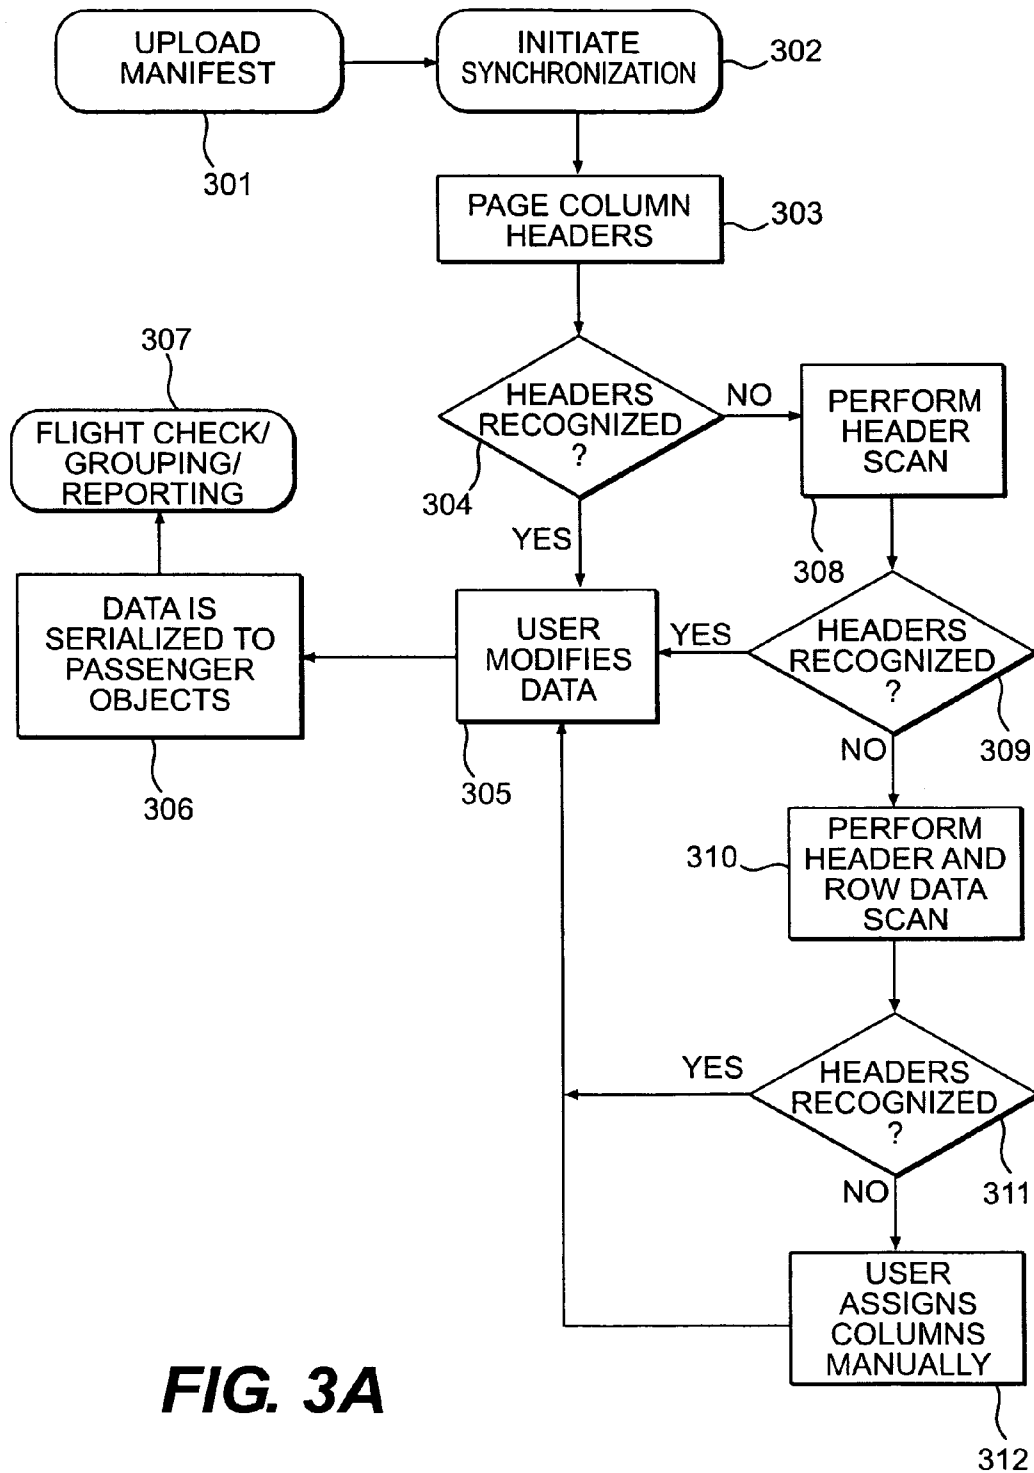 UPLOAD
MANIFEST
301
INITIATE
SYNCHRONIZATION
302
PAGE COLUMN
HEADERS
303
HEADERS
RECOGNIZED
?
304
NO
YES
PERFORM
HEADER
SCAN
308
307
FLIGHT CHECK/
GROUPING/
REPORTING
DATA IS
SERIALIZED TO
PASSENGER
OBJECTS
306
USER
MODIFIES
DATA
305
YES
HEADERS
RECOGNIZED
?
309
NO
310
PERFORM
HEADER AND
ROW DATA
SCAN
YES
HEADERS
RECOGNIZED
?
311
NO
USER
ASSIGNS
COLUMNS
MANUALLY
312
FIG. 3A